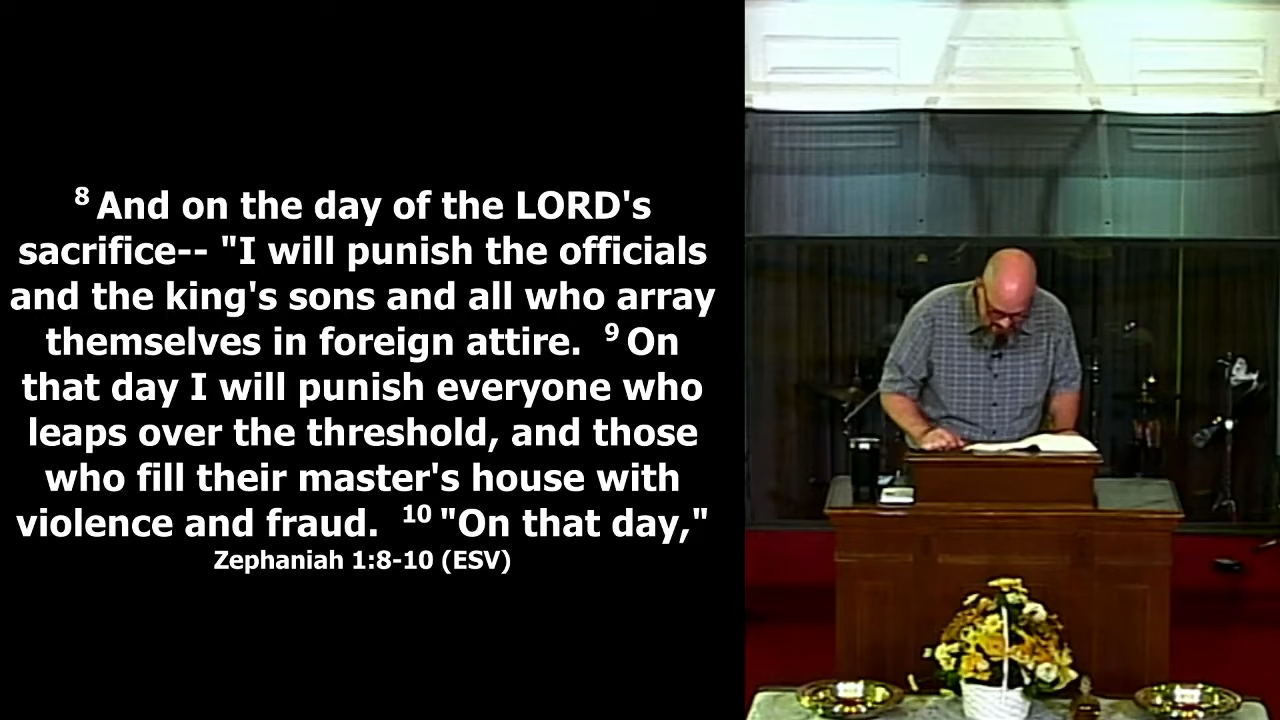 8 And on the day of the LORD's
sacrifice-- "I will punish the officials
and the king's sons and all who array
themselves in foreign attire. 9 On
that day I will punish everyone who
leaps over the threshold, and those
who fill their master's house with
violence and fraud. 10 "On that day,"
Zephaniah 1:8-10 (ESV)